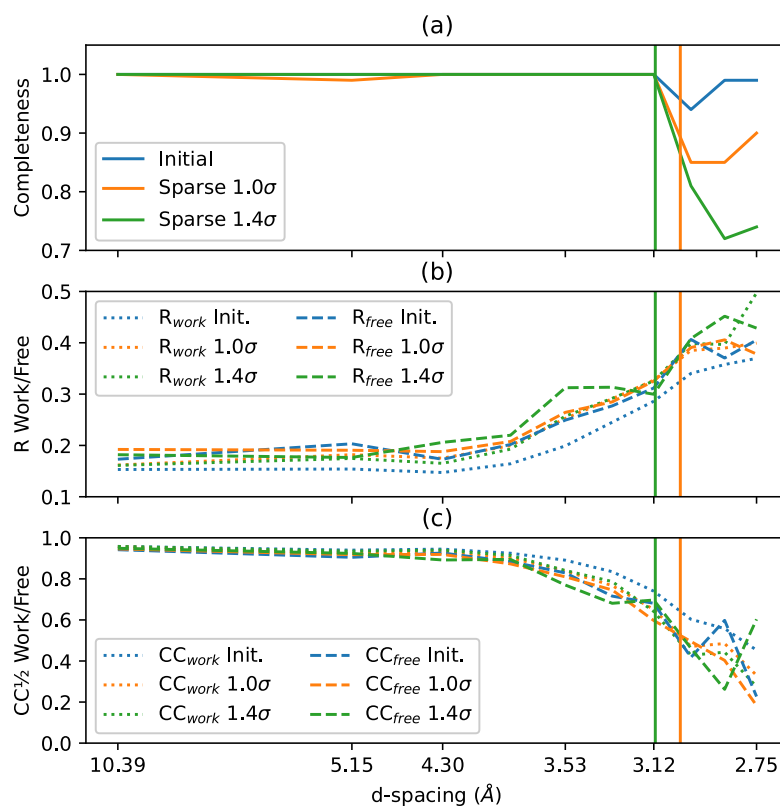 (a)
Completeness
1.0
0.9
0.8
0.7
Initial
Sparse 1.0σ
Sparse 1.4σ
(b)
R Work/Free
0.5
0.4
0.3
0.2
0.1
R_work Init.
R_work 1.0σ
R_work 1.4σ
R_free Init.
R_free 1.0σ
R_free 1.4σ
(c)
CC½ Work/Free
1.0
0.8
0.6
0.4
0.2
0.0
CC_work Init.
CC_work 1.0σ
CC_work 1.4σ
CC_free Init.
CC_free 1.0σ
CC_free 1.4σ
10.39 5.15 4.30 3.53 3.12 2.75
d-spacing (Å)